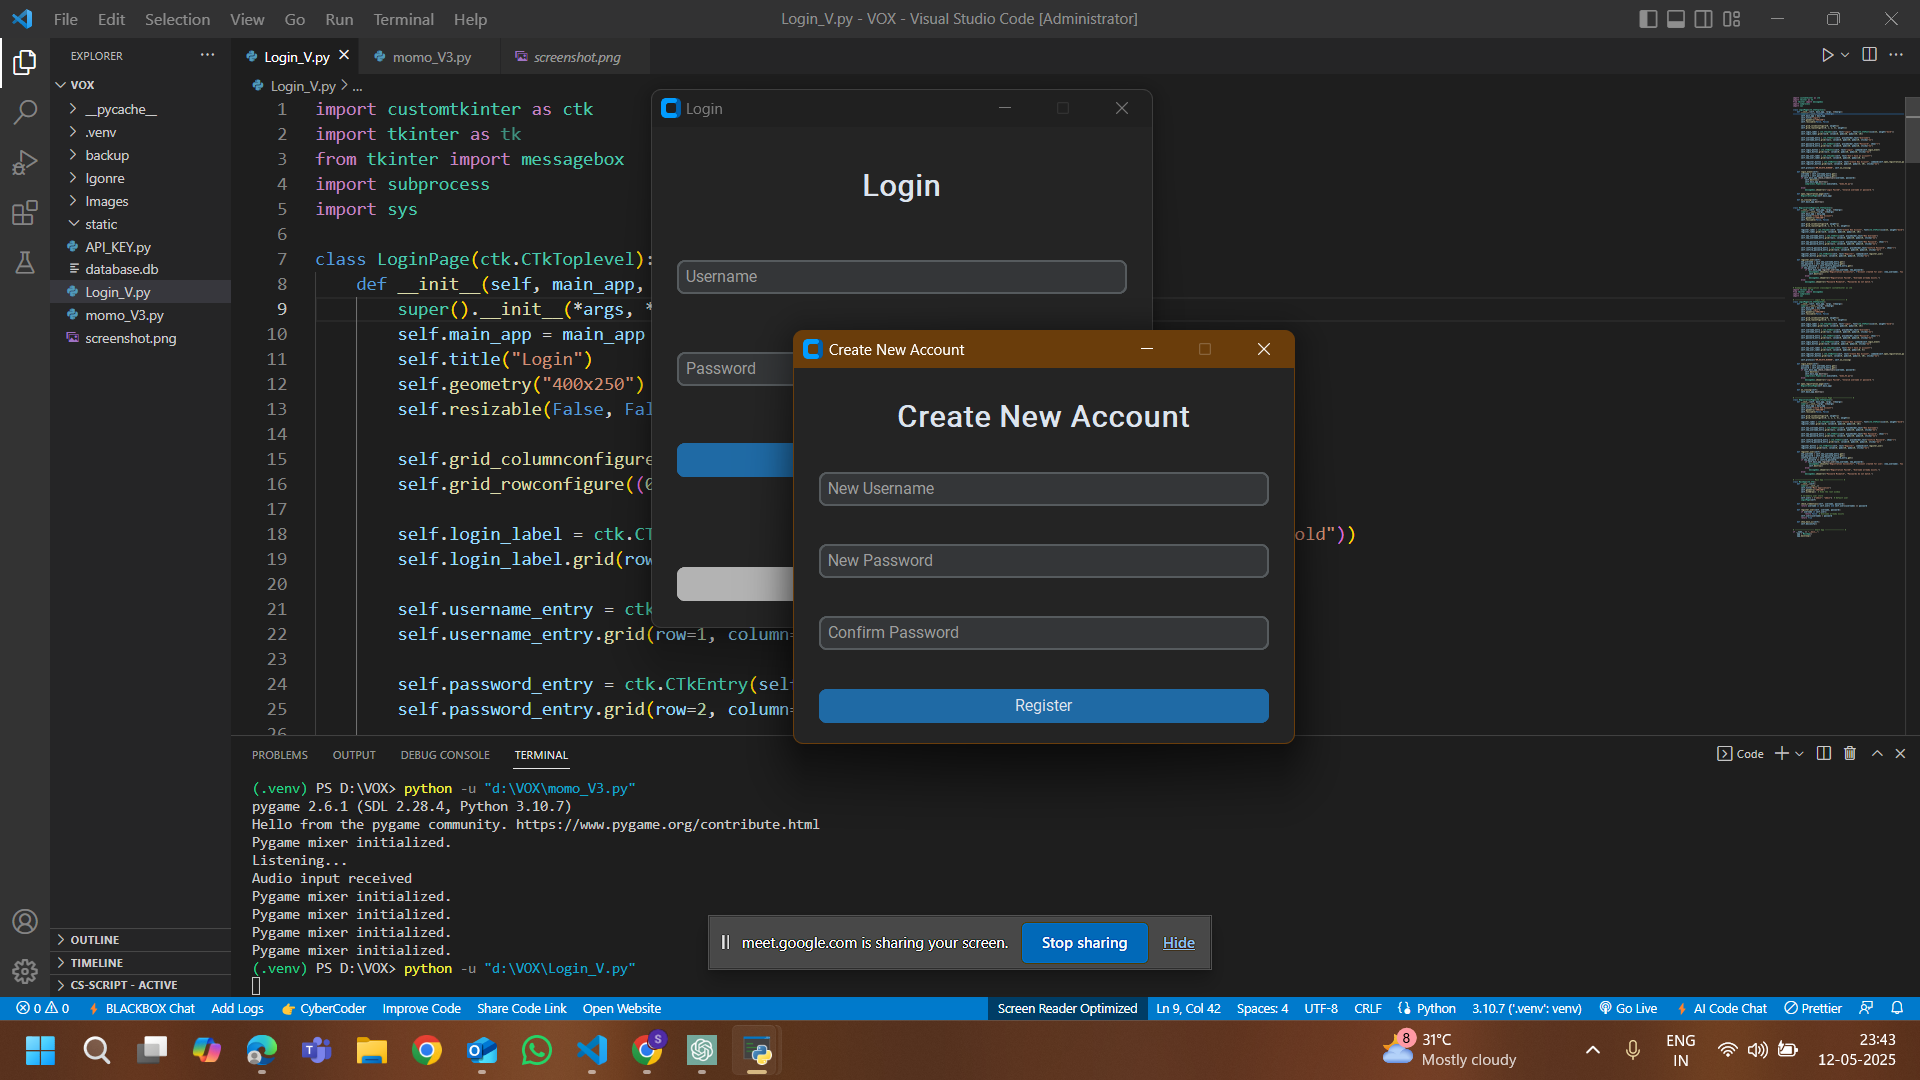 File Edit Selection View Go Run Terminal Help
Login_V.py - VOX - Visual Studio Code [Administrator]
EXPLORER
VOX
__pycache__
.venv
backup
Igonre
Images
static
API_KEY.py
database.db
Login_V.py
momo_V3.py
screenshot.png
OUTLINE
TIMELINE
CS-SCRIPT - ACTIVE
Login_V.py momo_V3.py screenshot.png
Login_V.py > ...
1 import customtkinter as ctk
2 import tkinter as tk
3 from tkinter import messagebox
4 import subprocess
5 import sys
6
7 class LoginPage(ctk.CTkToplevel):
8 def __init__(self, main_app,
9 super().__init__(*args, *
10 self.main_app = main_app
11 self.title("Login")
12 self.geometry("400x250")
13 self.resizable(False, Fal
14
15 self.grid_columnconfigure
16 self.grid_rowconfigure((0
17
18 self.login_label = ctk.CT old"))
19 self.login_label.grid(row
20
21 self.username_entry = ctk
22 self.username_entry.grid(row=1, column=
23
24 self.password_entry = ctk.CTkEntry(sel
25 self.password_entry.grid(row=2, column=
26
Login
Login
Username
Password
Create New Account
Create New Account
New Username
New Password
Confirm Password
Register
PROBLEMS OUTPUT DEBUG CONSOLE TERMINAL
Code
(.venv) PS D:\VOX> python -u "d:\VOX\momo_V3.py"
pygame 2.6.1 (SDL 2.28.4, Python 3.10.7)
Hello from the pygame community. https://www.pygame.org/contribute.html
Pygame mixer initialized.
Listening...
Audio input received
Pygame mixer initialized.
Pygame mixer initialized.
Pygame mixer initialized.
Pygame mixer initialized.
(.venv) PS D:\VOX> python -u "d:\VOX\Login_V.py"
meet.google.com is sharing your screen. Stop sharing Hide
0 0 BLACKBOX Chat Add Logs CyberCoder Improve Code Share Code Link Open Website
Screen Reader Optimized Ln 9, Col 42 Spaces: 4 UTF-8 CRLF Python 3.10.7 ('.venv': venv) Go Live AI Code Chat Prettier
S
8
31°C
Mostly cloudy
ENG
IN
23:43
12-05-2025